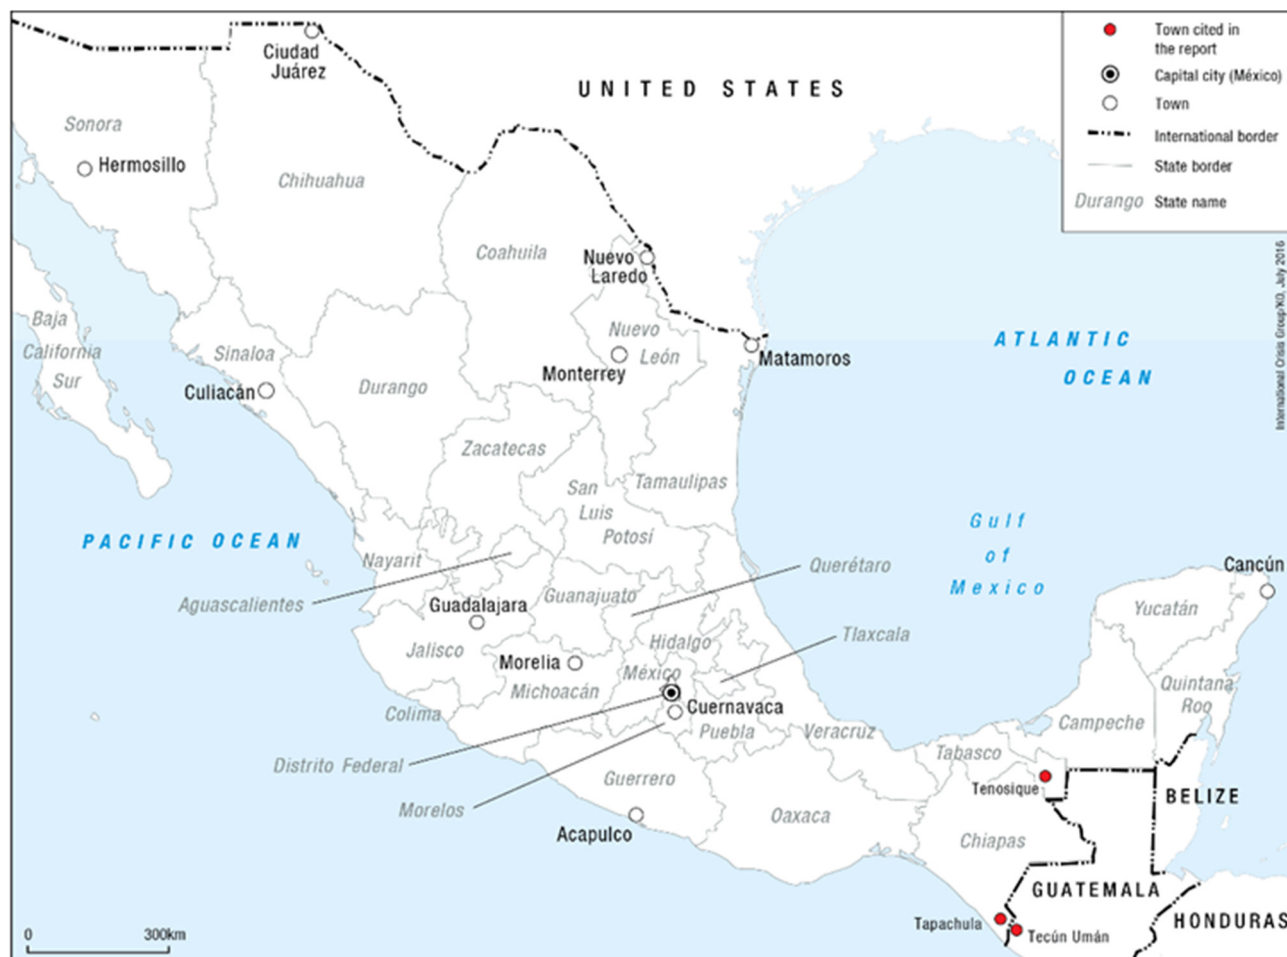 Ciudad
Juárez
UNITED STATES
Sonora
Hermosillo
Chihuahua
Coahuila
Nuevo
Laredo
Nuevo
León
Monterrey
Matamoros
Baja
California
Sur
Sinaloa
Culiacán
Durango
Zacatecas
San
Luis
Potosí
Tamaulipas
ATLANTIC
OCEAN
PACIFIC OCEAN
Gulf
of
Mexico
Nayarit
Aguascalientes
Guanajuato
Querétaro
Guadalajara
Jalisco
Hidalgo
Tlaxcala
Morelia
Michoacán
México
Colima
Cuernavaca
Puebla
Veracruz
Distrito Federal
Morelos
Guerrero
Acapulco
Oaxaca
Cancún
Yucatán
Quintana
Roo
Campeche
Tabasco
Tenosique
Chiapas
BELIZE
GUATEMALA
HONDURAS
Tapachula
Tecún Umán
0 300km
Town cited in
the report
Capital city (México)
Town
International border
State border
Durango State name
International Crisis Group/KO, July 2016